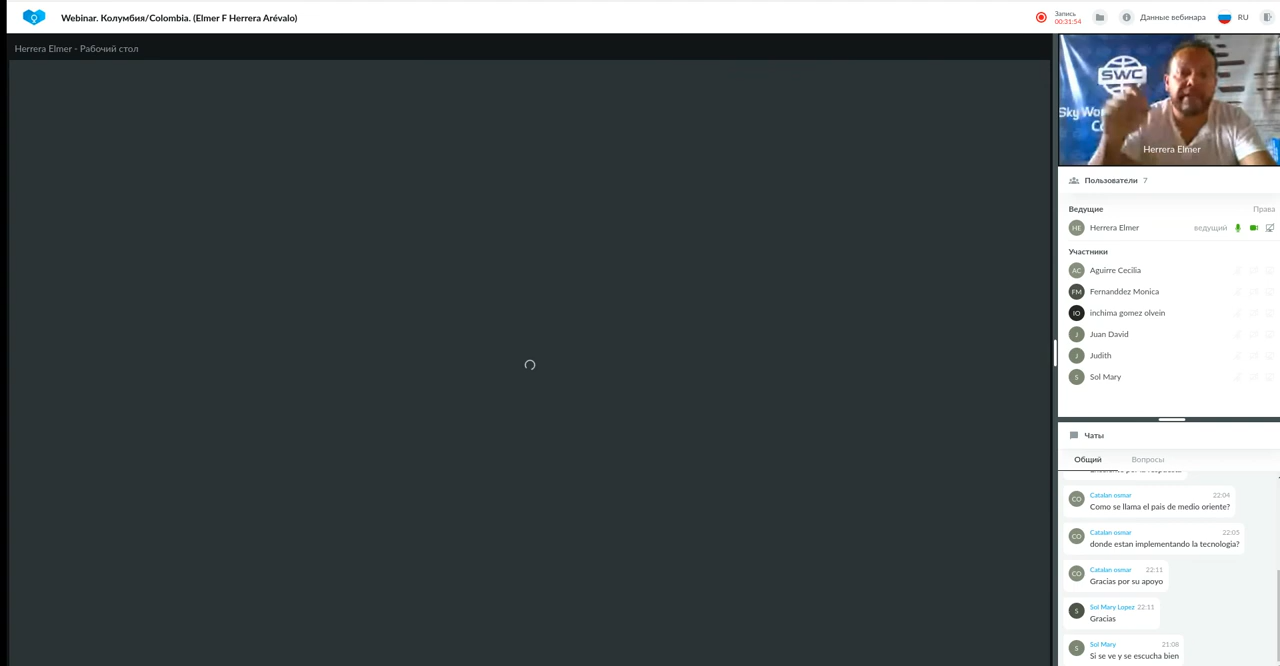 Webinar. Колумбия/Colombia. (Elmer F Herrera Arévalo)
Запись
00:31:54
Данные вебинара
RU
Herrera Elmer - Рабочий стол
SWC
Sky Wor
Co
Herrera Elmer
Пользователи 7
Ведущие
Права
HE Herrera Elmer ведущий
Участники
AC Aguirre Cecilia
FM Fernanddez Monica
IO inchima gomez olvein
J Juan David
J Judith
S Sol Mary
Чаты
Общий Вопросы
CO Catalan osmar 22:04
Como se llama el pais de medio oriente?
CO Catalan osmar 22:05
donde estan implementando la tecnologia?
CO Catalan osmar 22:11
Gracias por su apoyo
S Sol Mary Lopez 22:11
Gracias
S Sol Mary 21:08
Si se ve y se escucha bien